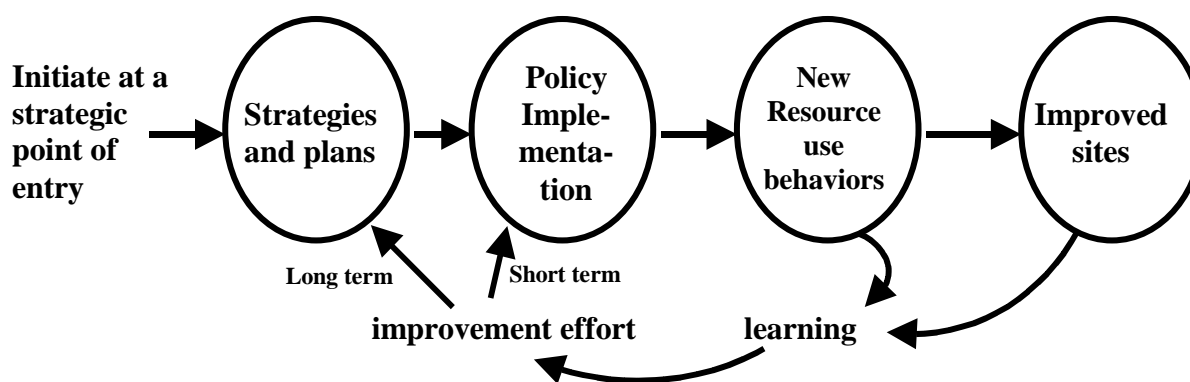 Initiate at a
strategic
point of
entry
Strategies
and plans
Policy
Imple-
menta-
tion
New
Resource
use
behaviors
Improved
sites
Long term
Short term
improvement effort
learning